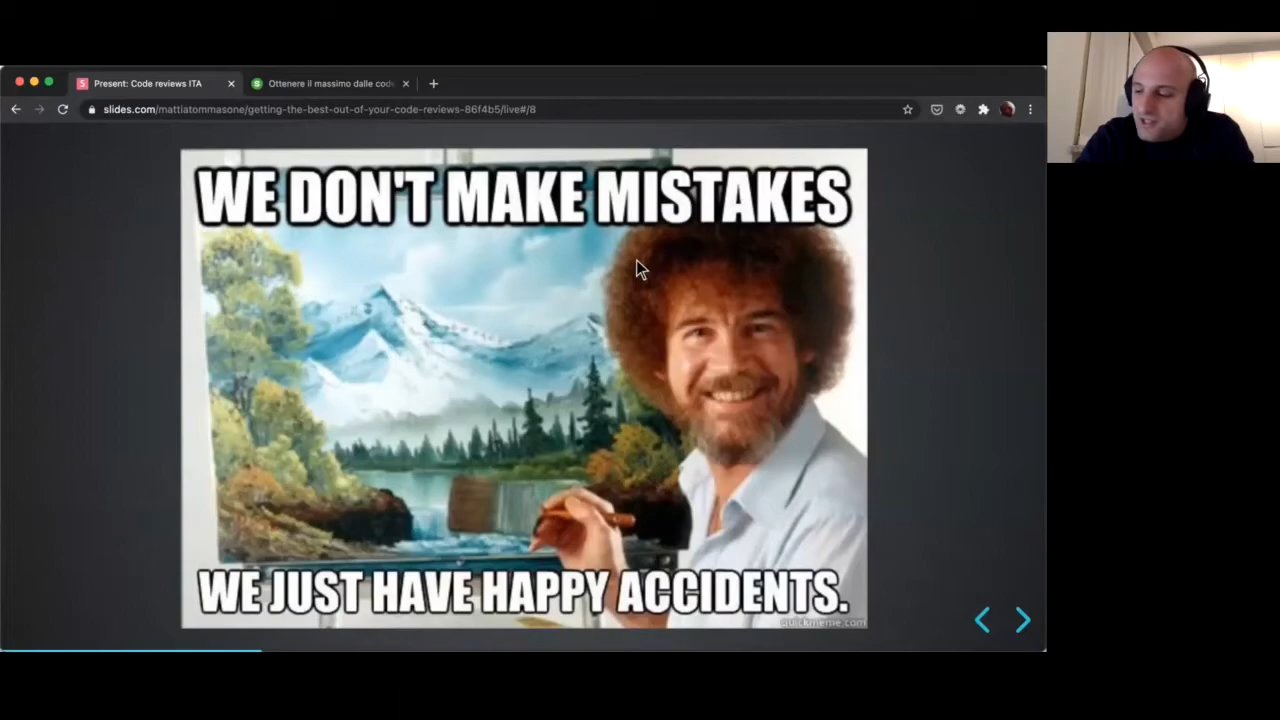 Present: Code reviews ITA
Ottenere il massimo dalle code
slides.com/mattiatommasone/getting-the-best-out-of-your-code-reviews-86f4b5/live#/8
WE DON'T MAKE MISTAKES
WE JUST HAVE HAPPY ACCIDENTS.
quickmeme.com